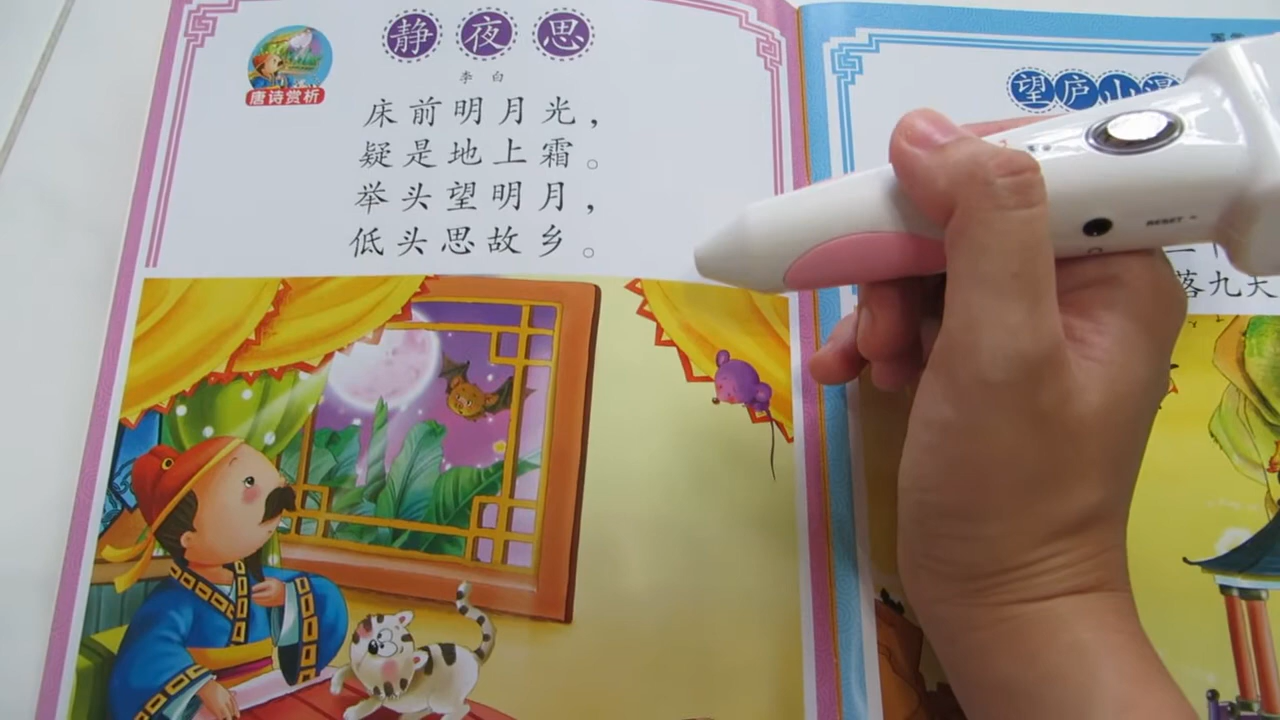 静夜思
李白
唐诗赏析
床前明月光，
疑是地上霜。
举头望明月，
低头思故乡。
望庐山瀑
落九天
RESET